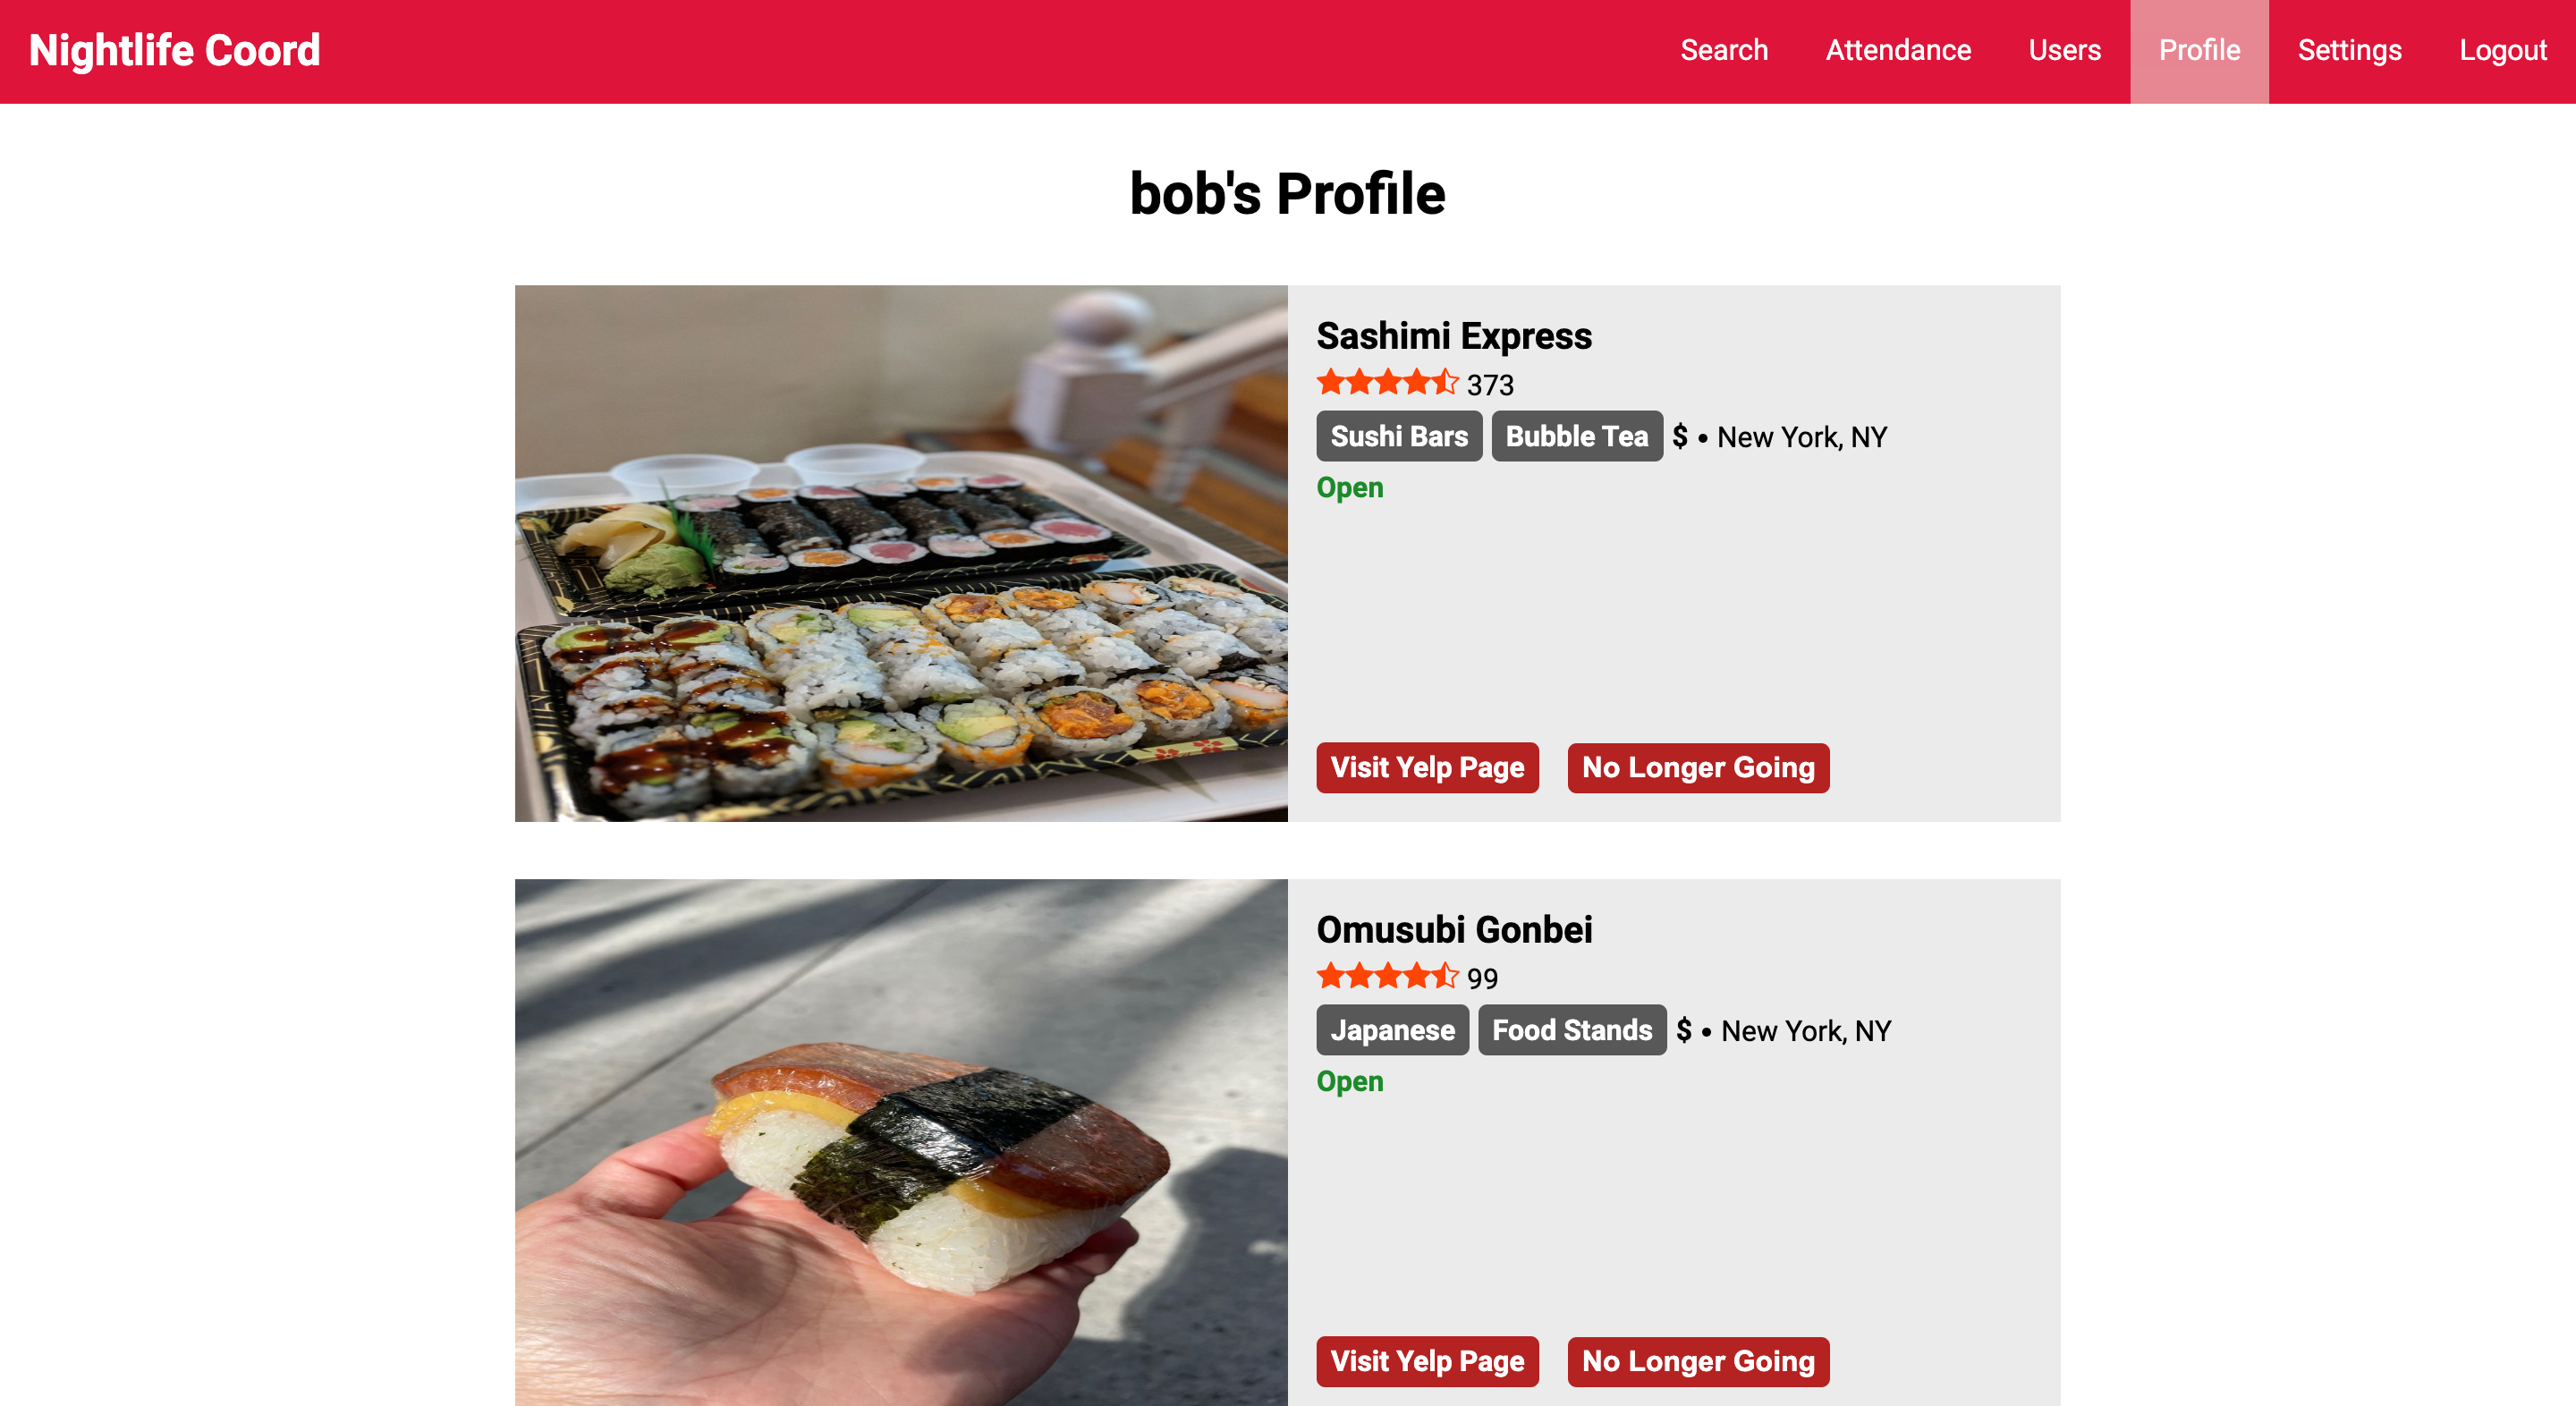 Nightlife Coord
Search Attendance Users Profile Settings Logout
bob's Profile
Sashimi Express
373
Sushi Bars Bubble Tea $ • New York, NY
Open
Visit Yelp Page No Longer Going
Omusubi Gonbei
99
Japanese Food Stands $ • New York, NY
Open
Visit Yelp Page No Longer Going